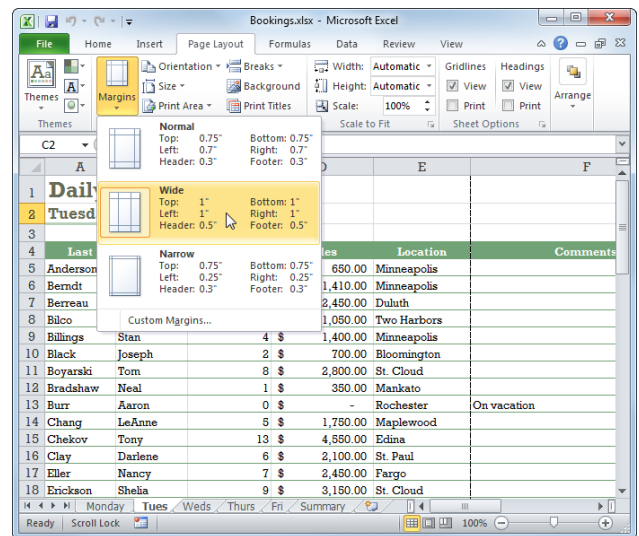 Bookings.xlsx - Microsoft Excel
File Home Insert Page Layout Formulas Data Review View
Themes Margins Orientation Breaks Width: Automatic Gridlines Headings
Size Background Height: Automatic View View Arrange
Print Area Print Titles Scale: 100% Print Print
Themes Scale to Fit Sheet Options
C2
Normal
Top: 0.75" Bottom: 0.75"
Left: 0.7" Right: 0.7"
Header: 0.3" Footer: 0.3"
Wide
Top: 1" Bottom: 1"
Left: 1" Right: 1"
Header: 0.5" Footer: 0.5"
Narrow
Top: 0.75" Bottom: 0.75"
Left: 0.25" Right: 0.25"
Header: 0.3" Footer: 0.3"
Custom Margins...
A E F
1 Daily
2 Tuesd
3
4 Last les Location Comments
5 Anderson 650.00 Minneapolis
6 Berndt 1,410.00 Minneapolis
7 Berreau 2,450.00 Duluth
8 Bilco 1,050.00 Two Harbors
9 Billings Stan 4 $ 1,400.00 Minneapolis
10 Black Joseph 2 $ 700.00 Bloomington
11 Boyarski Tom 8 $ 2,800.00 St. Cloud
12 Bradshaw Neal 1 $ 350.00 Mankato
13 Burr Aaron 0 $ - Rochester On vacation
14 Chang LeAnne 5 $ 1,750.00 Maplewood
15 Chekov Tony 13 $ 4,550.00 Edina
16 Clay Darlene 6 $ 2,100.00 St. Paul
17 Eller Nancy 7 $ 2,450.00 Fargo
18 Erickson Shelia 9 $ 3,150.00 St. Cloud
Monday Tues Weds Thurs Fri Summary
Ready Scroll Lock 100%